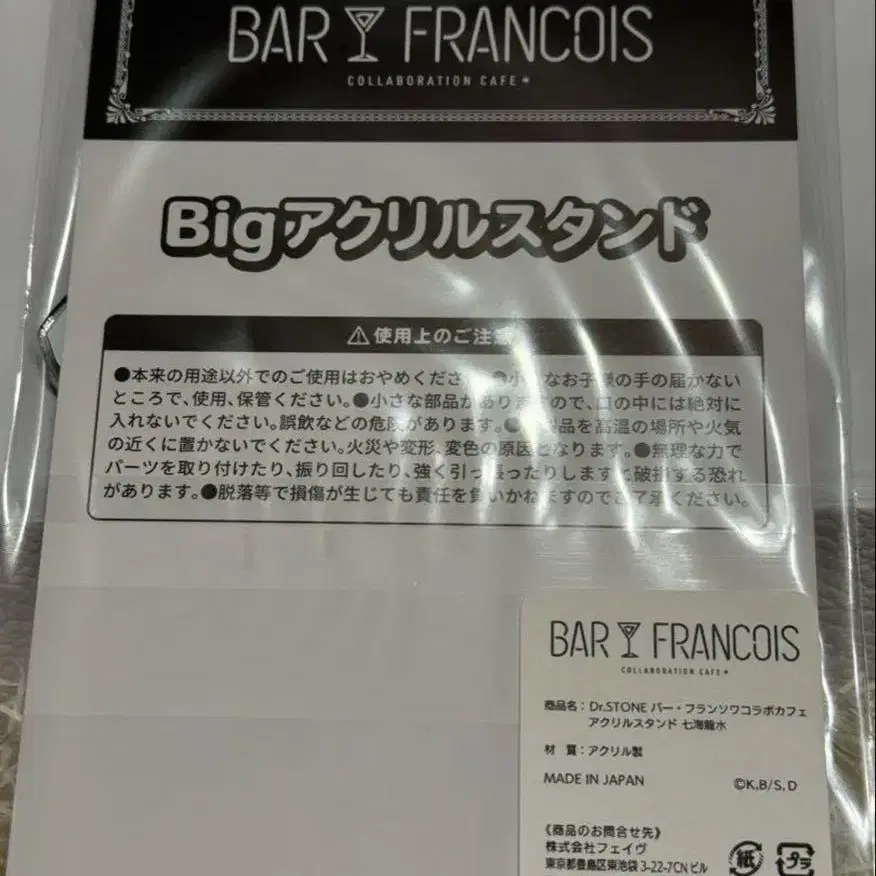 BAR FRANCOIS
COLLABORATION CAFE
Bigアクリルスタンド
⚠使用上のご注意
●本来の用途以外でのご使用はおやめください。●小さなお子様の手の届かない
ところで、使用、保管ください。●小さな部品がありますので、口の中には絶対に
入れないでください。誤飲などの危険があります。●製品を高温の場所や火気
の近くに置かないでください。火災や変形、変色の原因となります。●無理な力で
パーツを取り付けたり、振り回したり、強く引っ張ったりしますと破損する恐れ
があります。●脱落等で損傷が生じても責任を負いかねますのでご了承ください。
BAR FRANCOIS
COLLABORATION CAFE
商品名：Dr.STONE バー・フランソワコラボカフェ
アクリルスタンド 七海龍水
材 質：アクリル製
MADE IN JAPAN ©K,B/S, D
《商品のお問合せ先》
株式会社フェイヴ
東京都豊島区東池袋3-22-7CNビル
紙 プラ